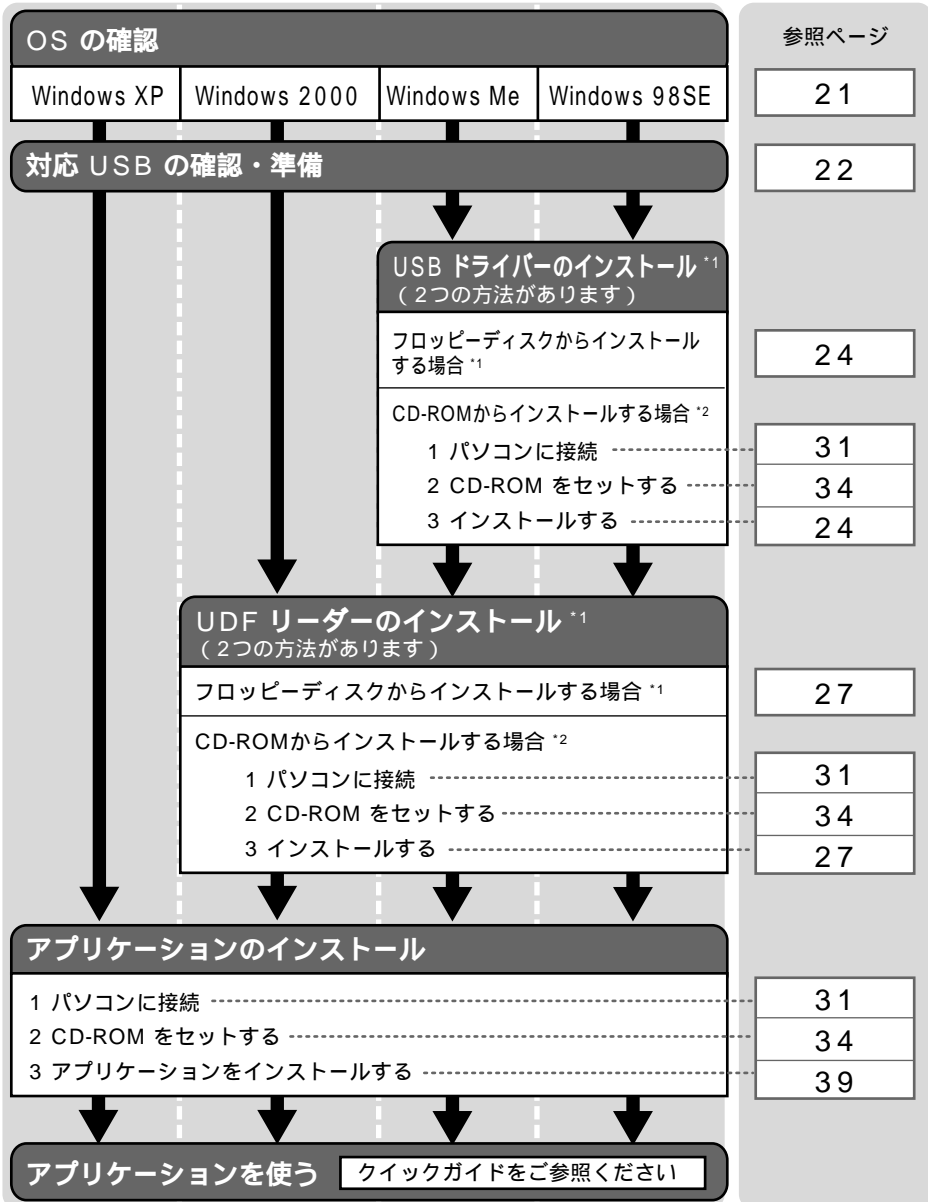 OS の確認
参照ページ
Windows XP
Windows 2000
Windows Me
Windows 98SE
21
対応 USB の確認・準備
22
USB ドライバーのインストール *1
（2つの方法があります）
フロッピーディスクからインストール
する場合 *1
24
CD-ROMからインストールする場合 *2
1 パソコンに接続
31
2 CD-ROM をセットする
34
3 インストールする
24
UDF リーダーのインストール *1
（2つの方法があります）
フロッピーディスクからインストールする場合 *1
27
CD-ROMからインストールする場合 *2
1 パソコンに接続
31
2 CD-ROM をセットする
34
3 インストールする
27
アプリケーションのインストール
1 パソコンに接続
31
2 CD-ROM をセットする
34
3 アプリケーションをインストールする
39
アプリケーションを使う
クイックガイドをご参照ください